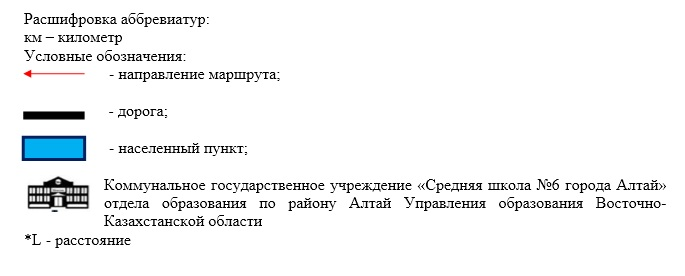 Расшифровка аббревиатур:
км – километр
Условные обозначения:
- направление маршрута;
- дорога;
- населенный пункт;
Коммунальное государственное учреждение «Средняя школа №6 города Алтай»
отдела образования по району Алтай Управления образования Восточно-
Казахстанской области
*L - расстояние